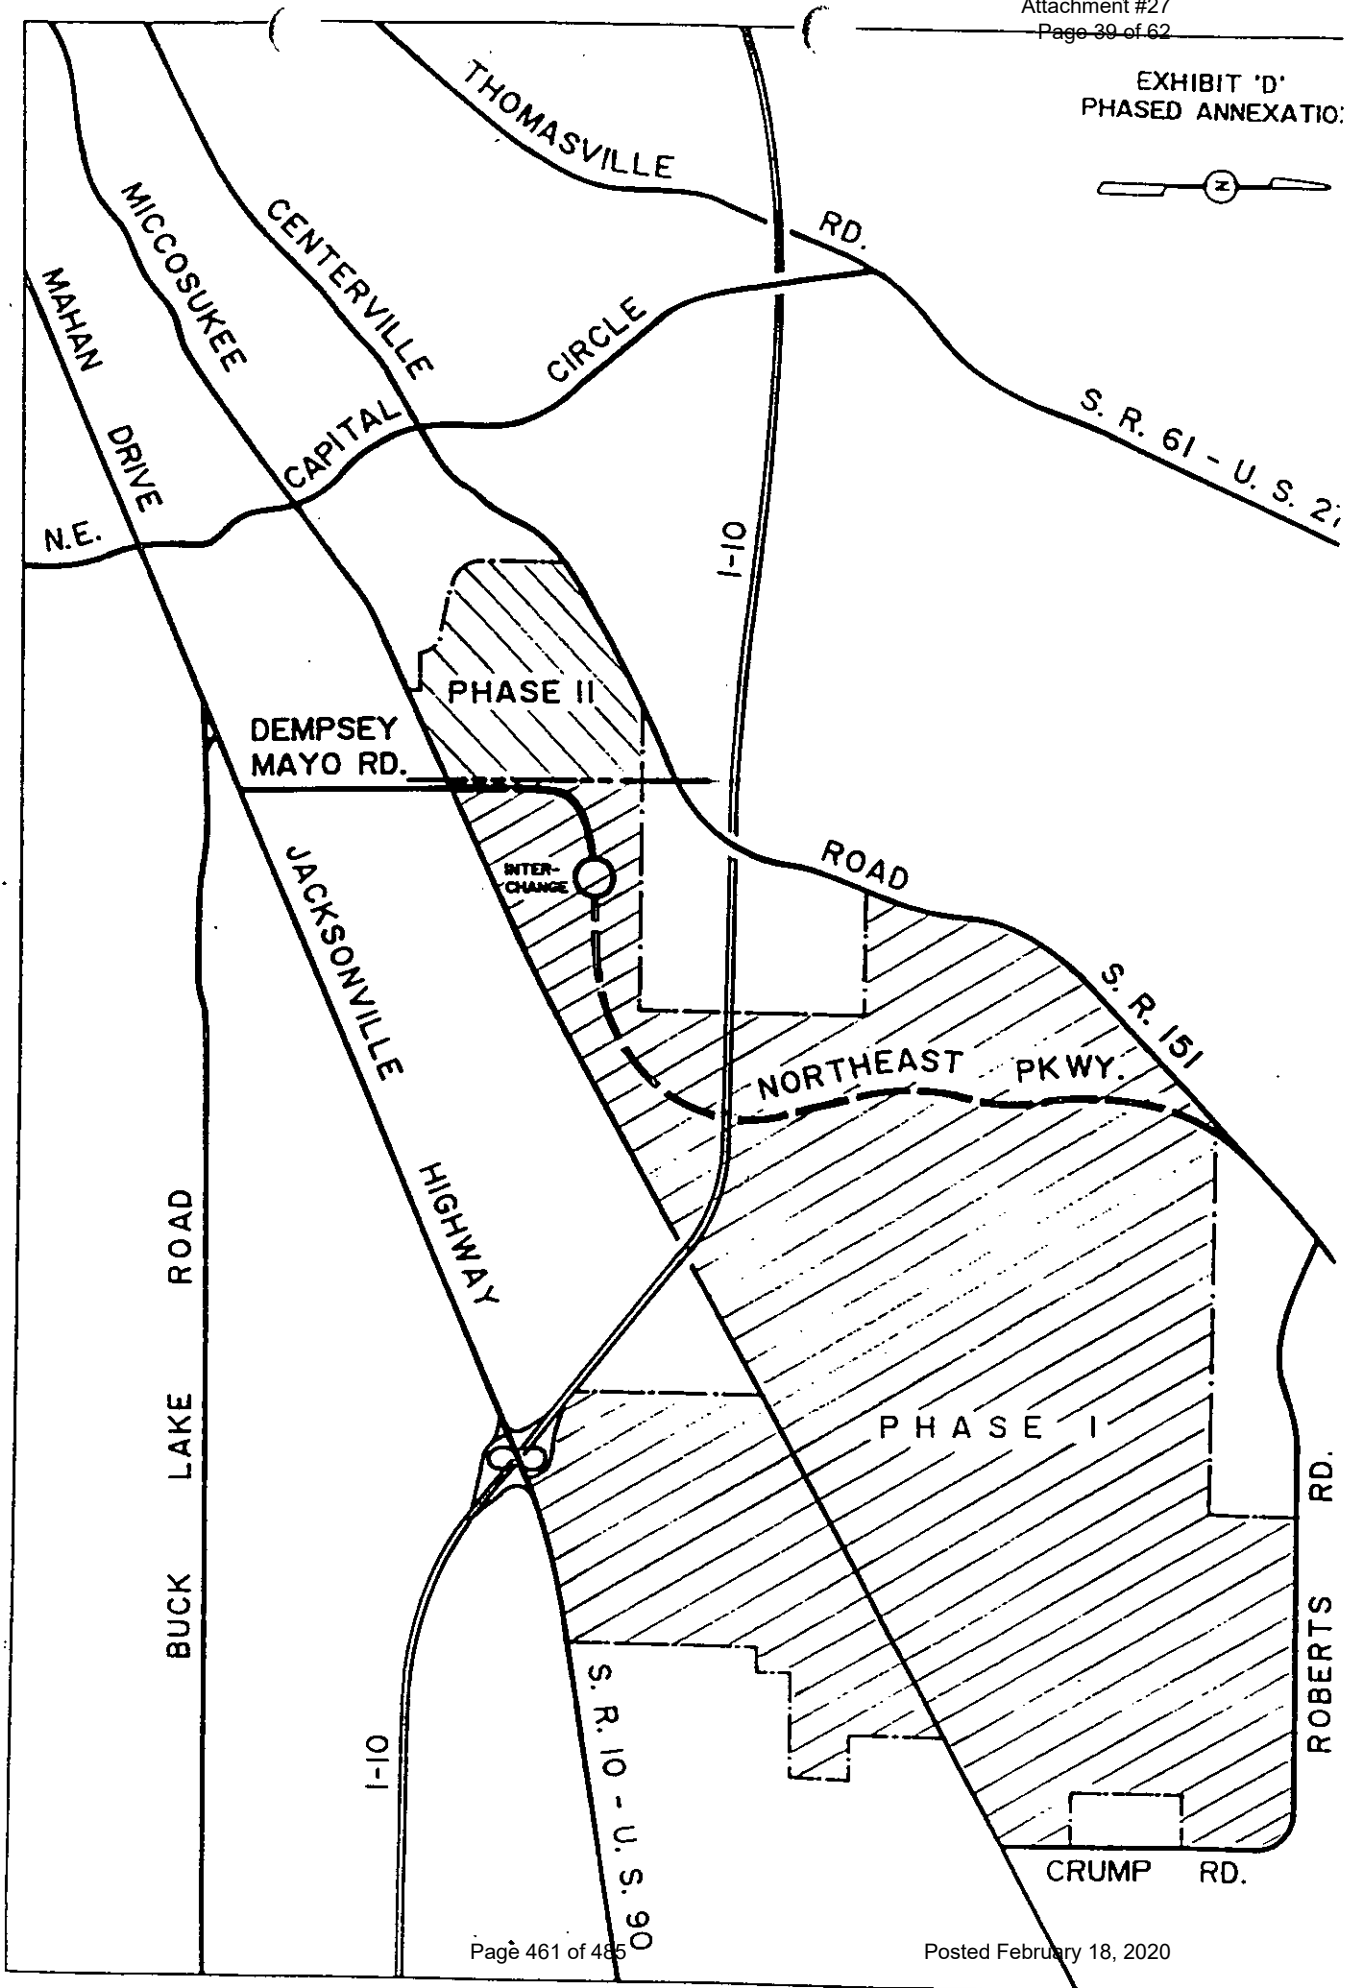 Attachment #27
Page 39 of 62
EXHIBIT 'D'
PHASED ANNEXATIO
N
THOMASVILLE
RD.
MICCOSUKEE
CENTERVILLE
MAHAN
DRIVE
CIRCLE
CAPITAL
N.E.
S. R. 61 - U. S. 27
I-10
PHASE II
DEMPSEY
MAYO RD.
INTER-
CHANGE
ROAD
JACKSONVILLE
S. R. 151
NORTHEAST PKWY.
HIGHWAY
BUCK LAKE ROAD
PHASE I
RD.
ROBERTS
S. R. 10 - U. S. 90
I-10
CRUMP RD.
Page 461 of 485
Posted February 18, 2020